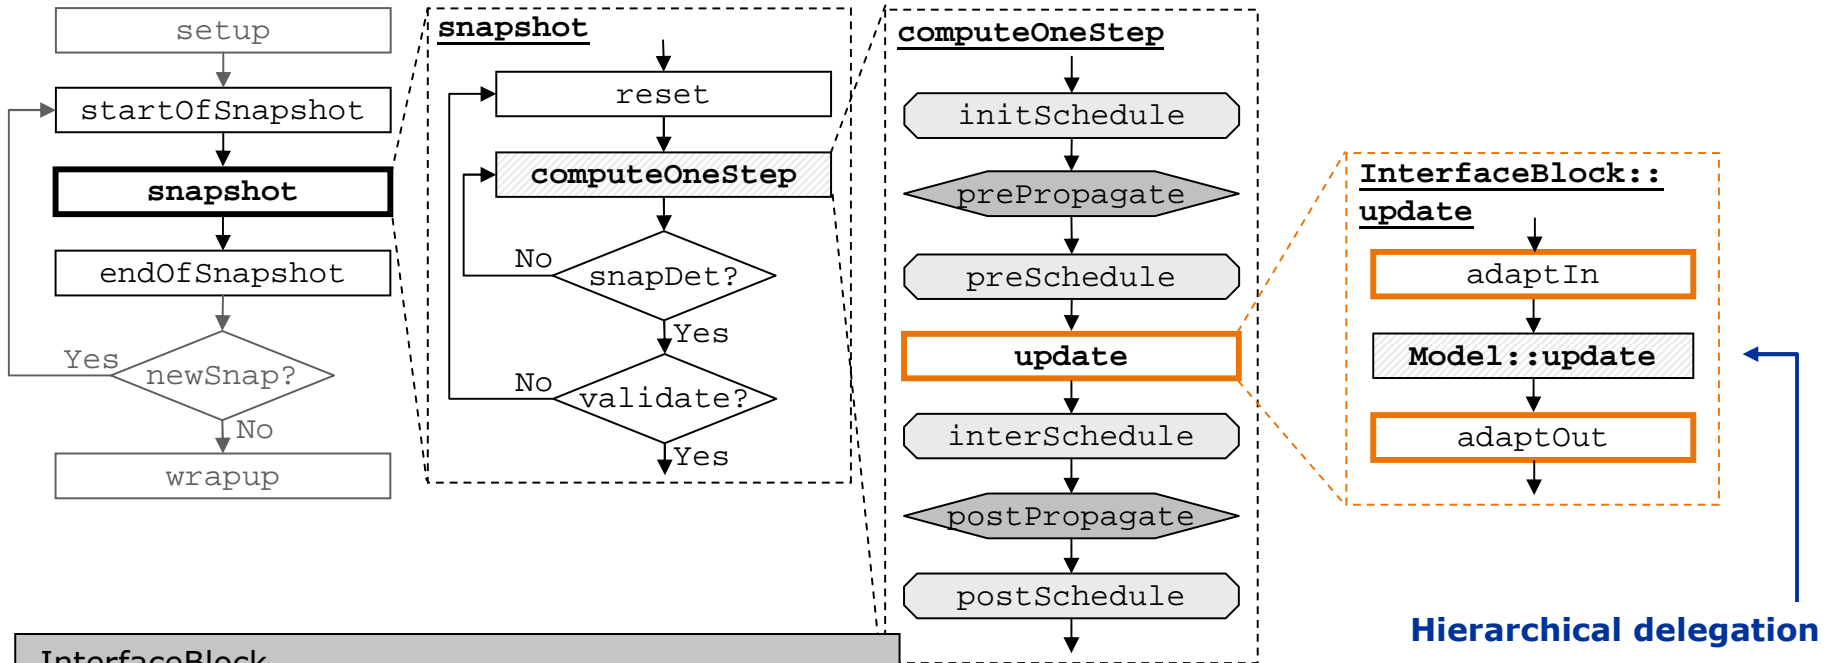 setup
startOfSnapshot
snapshot
endOfSnapshot
Yes
newSnap?
No
wrapup
snapshot
reset
computeOneStep
No
snapDet?
Yes
No
validate?
Yes
computeOneStep
initSchedule
prePropagate
preSchedule
update
interSchedule
postPropagate
postSchedule
InterfaceBlock::
update
adaptIn
Model::update
adaptOut
Hierarchical delegation
InterfaceBlock